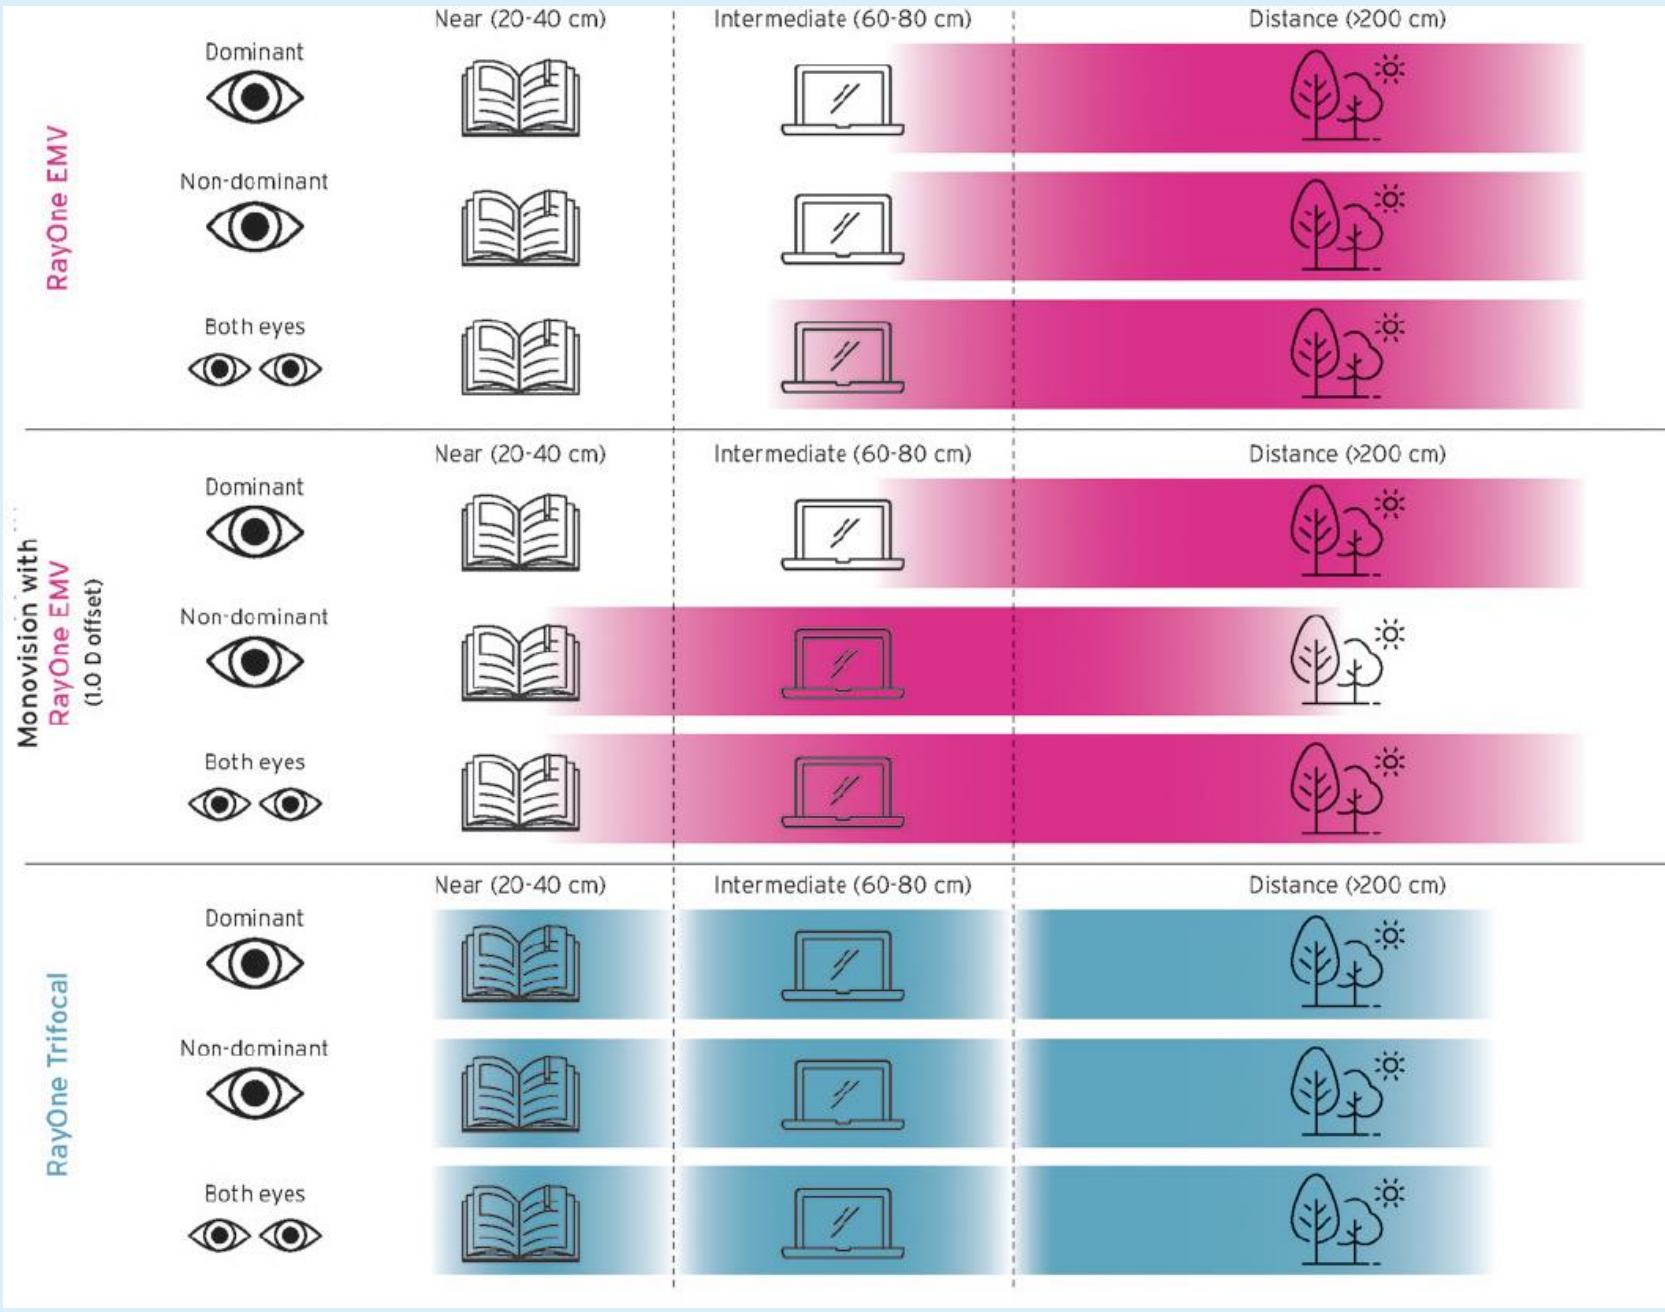 Near (20-40 cm) Intermediate (60-80 cm) Distance (>200 cm)
RayOne EMV
Dominant
Non-dominant
Both eyes
Near (20-40 cm) Intermediate (60-80 cm) Distance (>200 cm)
Monovision with
RayOne EMV
(1.0 D offset)
Dominant
Non-dominant
Both eyes
Near (20-40 cm) Intermediate (60-80 cm) Distance (>200 cm)
RayOne Trifocal
Dominant
Non-dominant
Both eyes